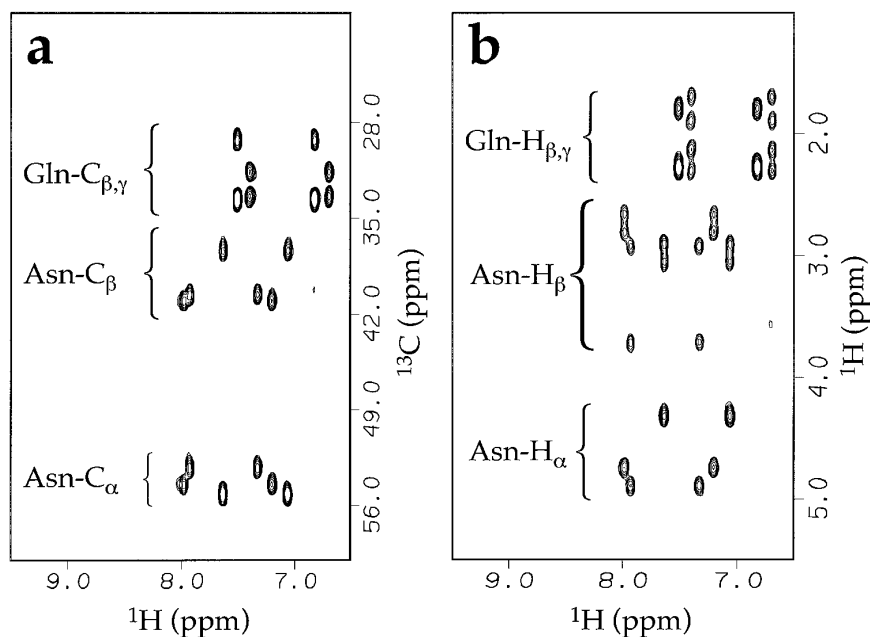 a
28.0
Gln-Cβ,γ
35.0
Asn-Cβ
42.0
¹³C (ppm)
49.0
Asn-Cα
56.0
9.0 8.0 7.0
¹H (ppm)
b
2.0
Gln-Hβ,γ
3.0
Asn-Hβ
¹H (ppm)
4.0
Asn-Hα
5.0
9.0 8.0 7.0
¹H (ppm)